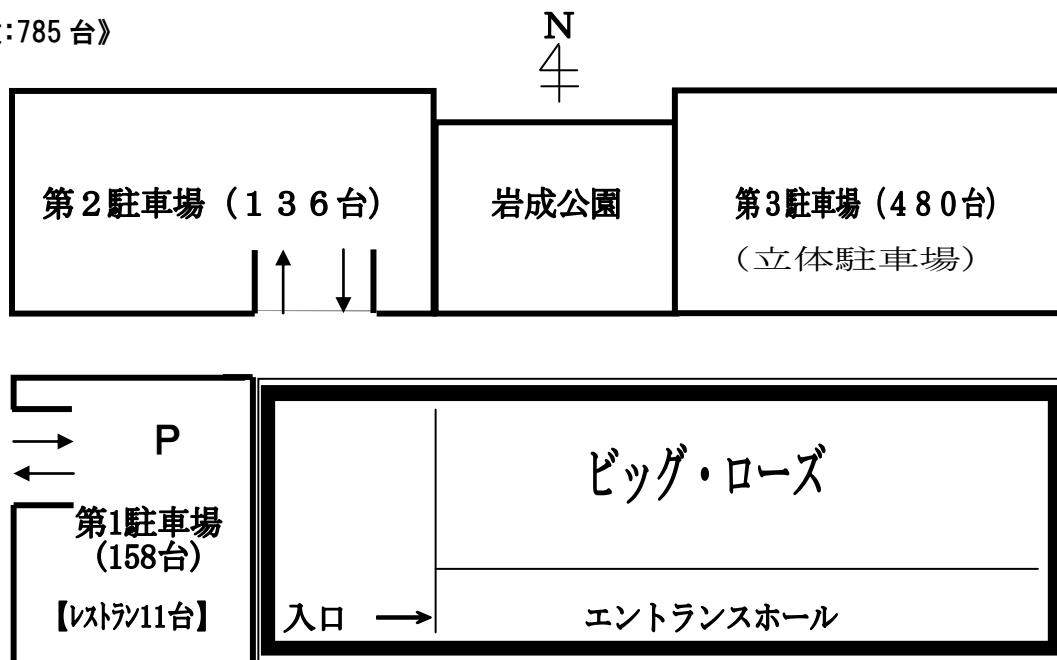 :785 台》
N
第2駐車場 (136台)
岩成公園
第3駐車場 (480台)
(立体駐車場)
P
第1駐車場
(158台)
【レストラン11台】
ビッグ・ローズ
入口
エントランスホール